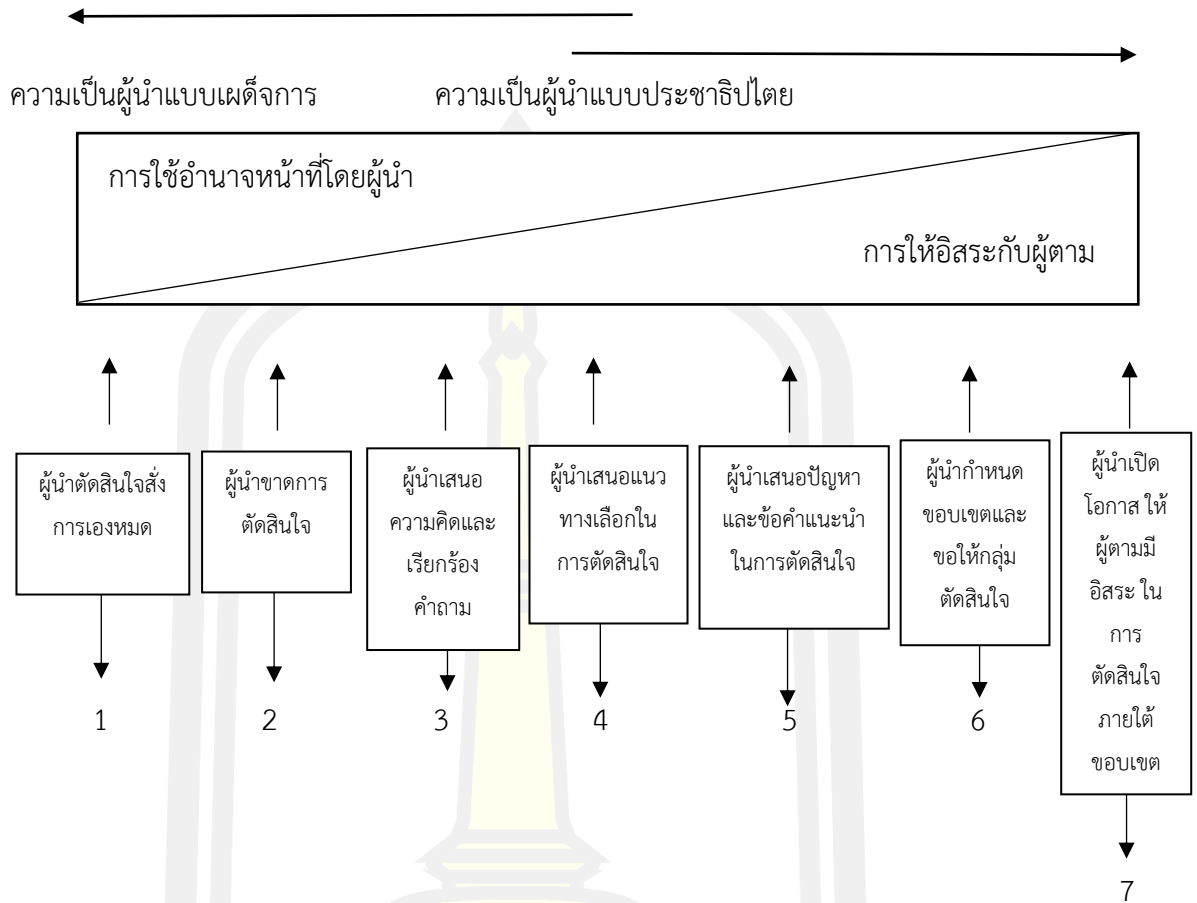 ความเป็นผู้นำแบบเผด็จการ
ความเป็นผู้นำแบบประชาธิปไตย
การใช้อำนาจหน้าที่โดยผู้นำ
การให้อิสระกับผู้ตาม
ผู้นำตัดสินใจสั่ง
การเองหมด
1
ผู้นำขาดการ
ตัดสินใจ
2
ผู้นำเสนอ
ความคิดและ
เรียกร้อง
คำถาม
3
ผู้นำเสนอแนว
ทางเลือกใน
การตัดสินใจ
4
ผู้นำเสนอปัญหา
และข้อคำแนะนำ
ในการตัดสินใจ
5
ผู้นำกำหนด
ขอบเขตและ
ขอให้กลุ่ม
ตัดสินใจ
6
ผู้นำเปิด
โอกาส ให้
ผู้ตามมี
อิสระ ใน
การ
ตัดสินใจ
ภายใต้
ขอบเขต
7